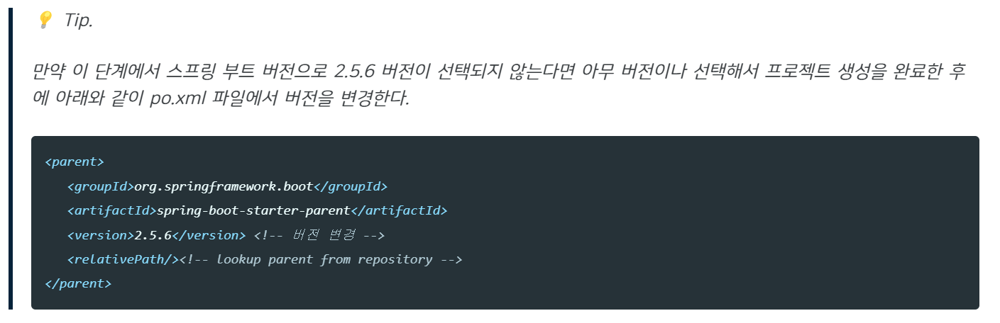 💡 Tip.
만약 이 단계에서 스프링 부트 버전으로 2.5.6 버전이 선택되지 않는다면 아무 버전이나 선택해서 프로젝트 생성을 완료한 후
에 아래와 같이 po.xml 파일에서 버전을 변경한다.
<parent>
   <groupId>org.springframework.boot</groupId>
   <artifactId>spring-boot-starter-parent</artifactId>
   <version>2.5.6</version> <!-- 버전 변경 -->
   <relativePath/><!-- lookup parent from repository -->
</parent>